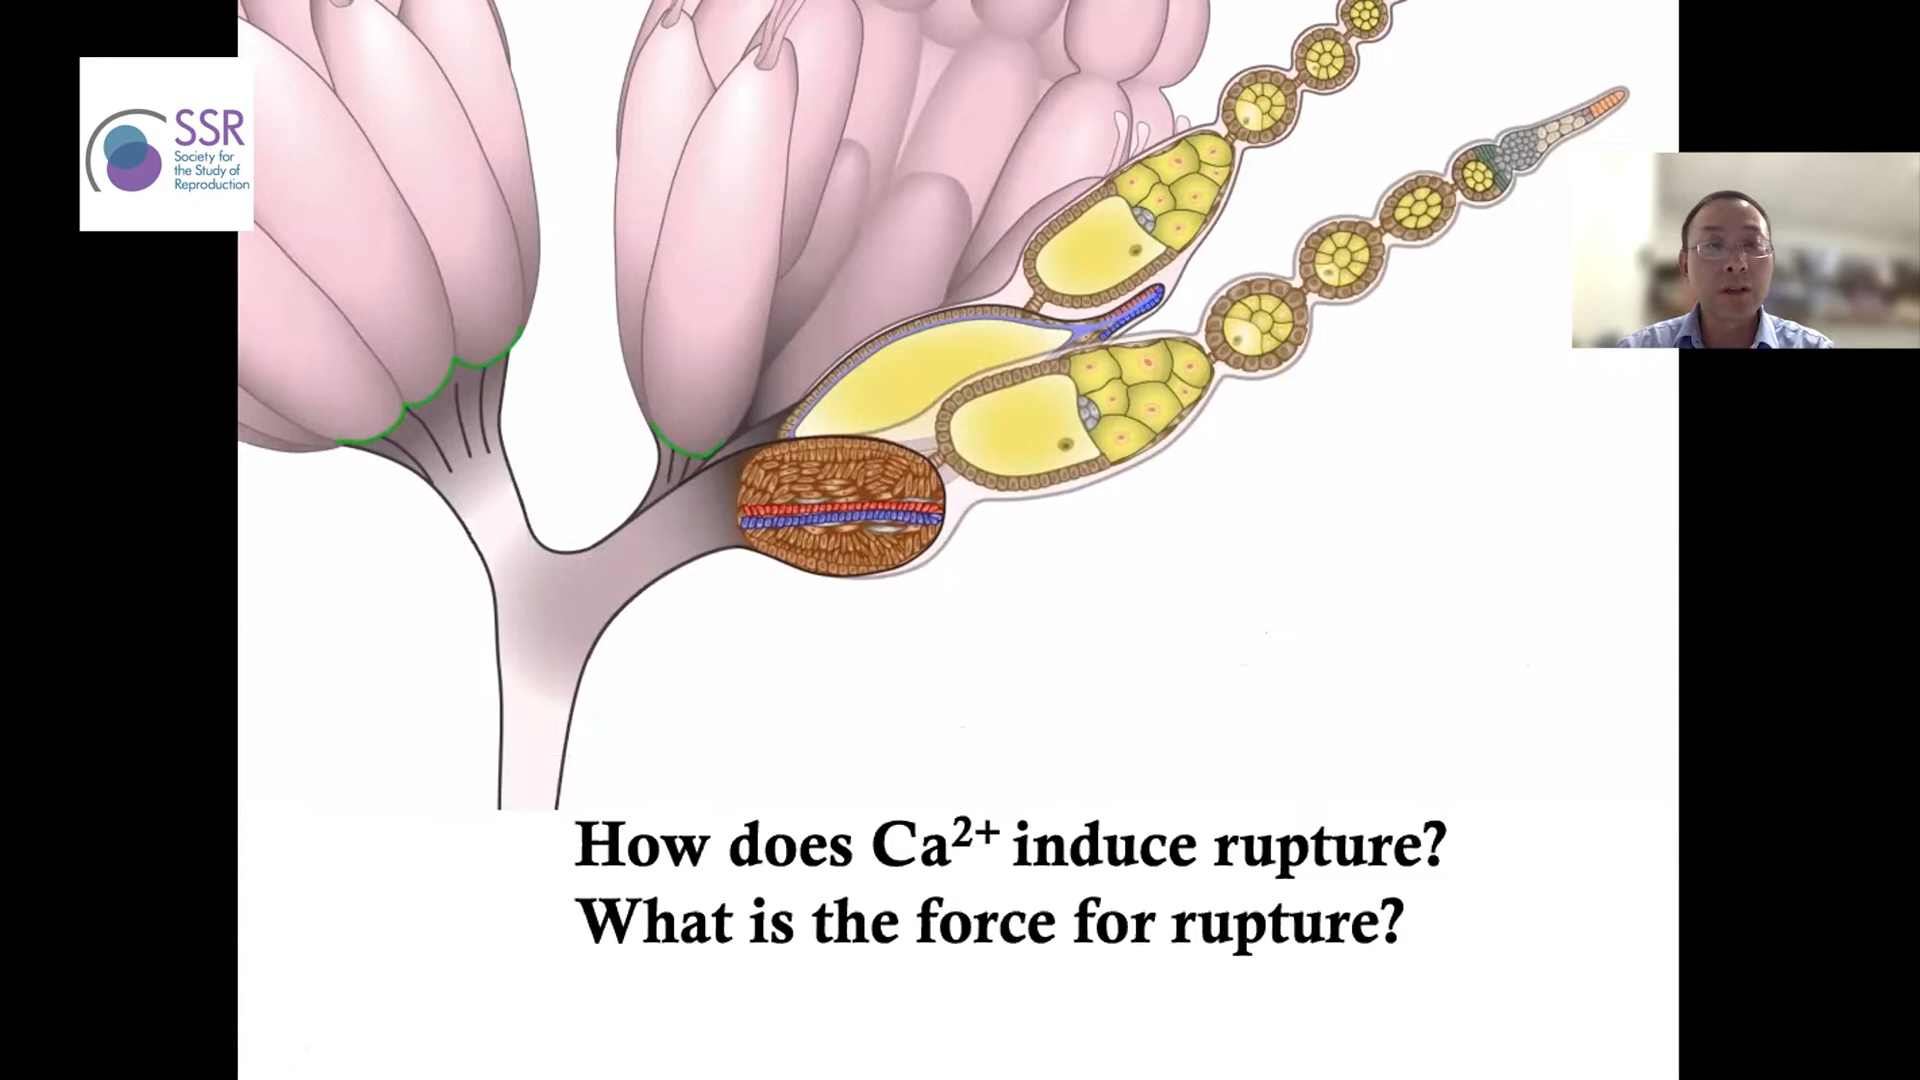 SSR
Society for
the Study of
Reproduction
How does Ca²⁺ induce rupture?
What is the force for rupture?